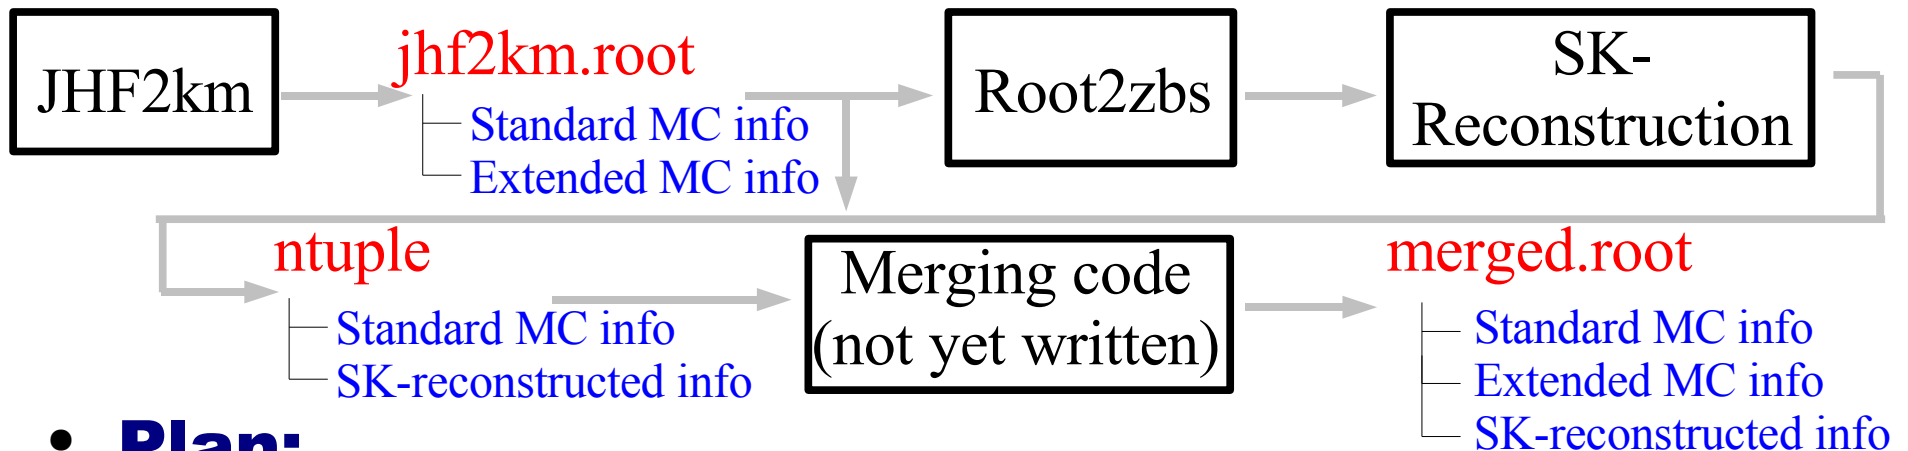 JHF2km
jhf2km.root
Standard MC info
Extended MC info
Root2zbs
SK-
Reconstruction
ntuple
Standard MC info
SK-reconstructed info
Merging code
(not yet written)
merged.root
Standard MC info
Extended MC info
SK-reconstructed info
• Plan: